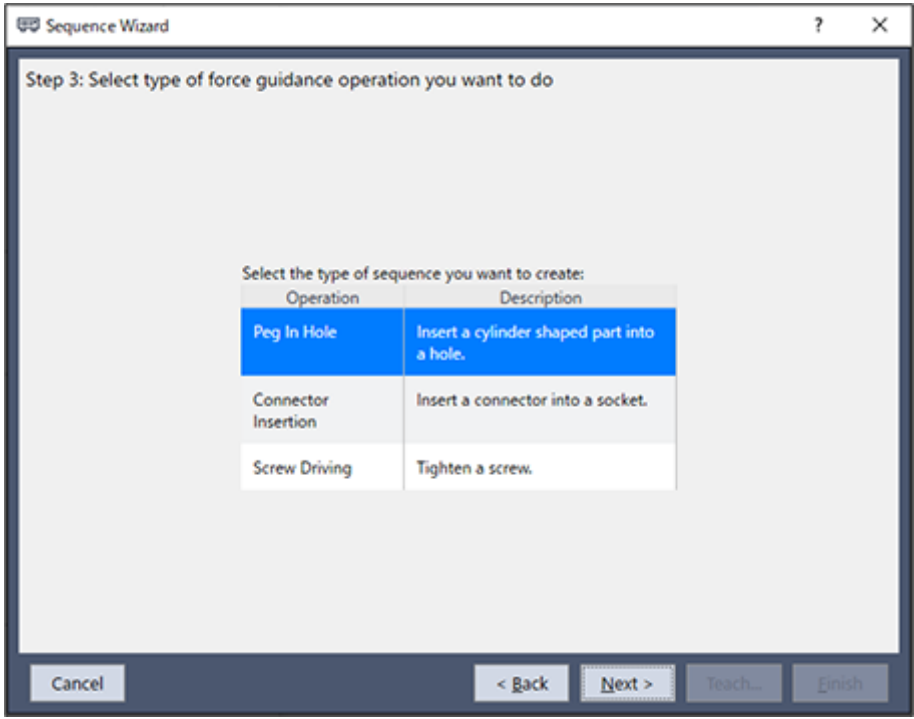 Sequence Wizard ? ✕
Step 3: Select type of force guidance operation you want to do
Select the type of sequence you want to create:
Operation Description
Peg In Hole Insert a cylinder shaped part into
a hole.
Connector Insert a connector into a socket.
Insertion
Screw Driving Tighten a screw.
Cancel < Back Next > Teach... Finish